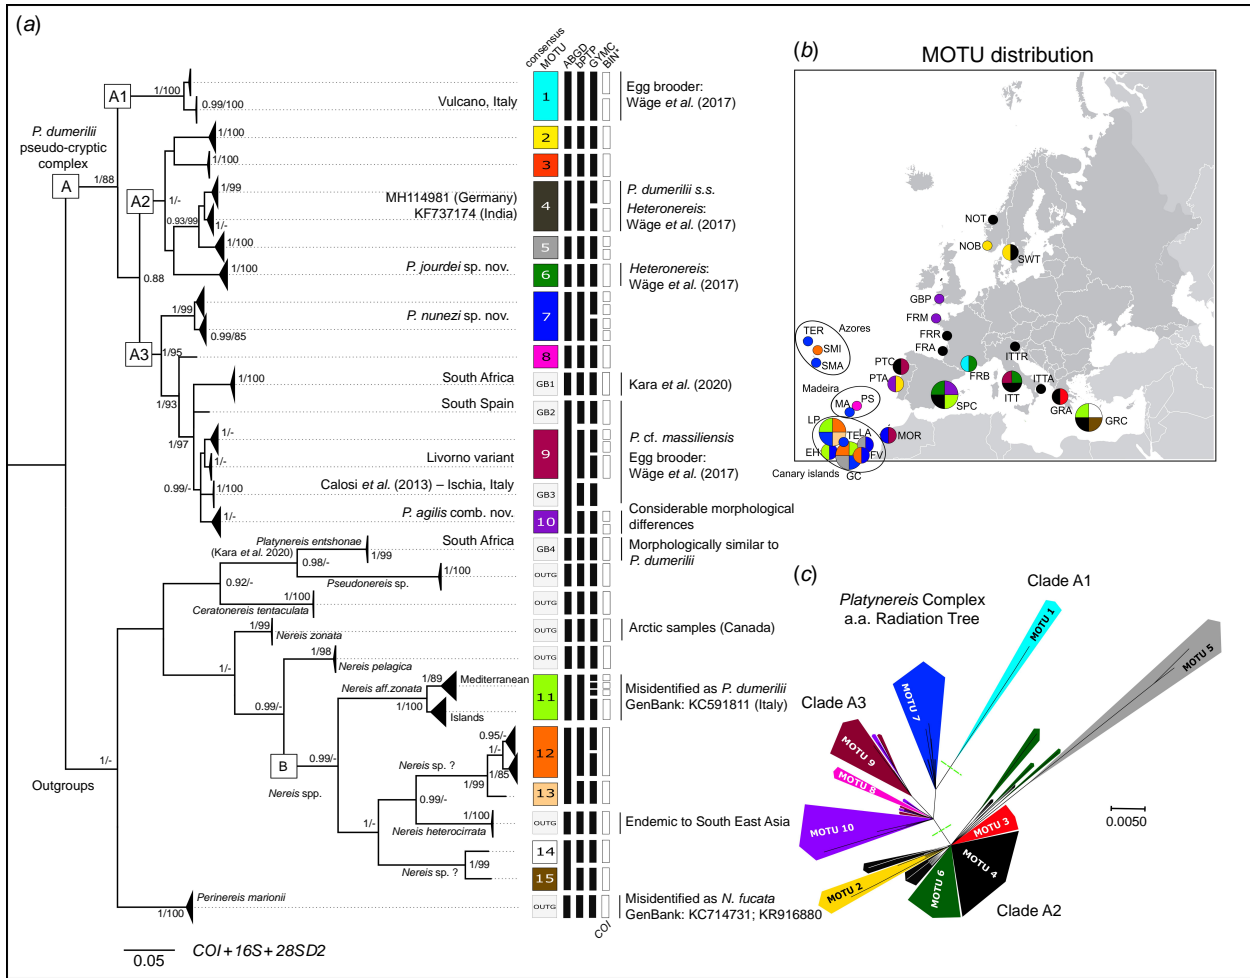 (a)
consensus
MOTU
ABGD
bPTP
GYMC
BIN*
A1
1/100
0.99/100
Vulcano, Italy
1
Egg brooder:
Wäge et al. (2017)
P. dumerilii
pseudo-cryptic
complex
A
1/88
1/100
2
1/100
3
A2
1/-
1/99
0.93/99
1/-
MH114981 (Germany)
KF737174 (India)
4
P. dumerilii s.s.
Heteronereis:
Wäge et al. (2017)
1/100
5
0.88
1/100
P. jourdei sp. nov.
6
Heteronereis:
Wäge et al. (2017)
1/99
0.99/85
P. nunezi sp. nov.
7
A3
1/95
8
1/100
South Africa
GB1
Kara et al. (2020)
1/93
South Spain
GB2
1/97
1/-
1/-
Livorno variant
9
P. cf. massiliensis
Egg brooder:
Wäge et al. (2017)
0.99/-
1/100
Calosi et al. (2013) – Ischia, Italy
GB3
1/-
P. agilis comb. nov.
10
Considerable morphological
differences
Platynereis entshonae
(Kara et al. 2020)
0.98/-
1/99
South Africa
GB4
Morphologically similar to
P. dumerilii
0.92/-
1/100
Pseudonereis sp.
OUTG
1/100
Ceratonereis tentaculata
OUTG
1/99
Nereis zonata
OUTG
Arctic samples (Canada)
1/-
1/98
Nereis pelagica
OUTG
0.99/-
Nereis aff.zonata
1/89
Mediterranean
1/100
Islands
11
Misidentified as P. dumerilii
GenBank: KC591811 (Italy)
B
Nereis spp.
0.99/-
0.95/-
1/-
1/85
Nereis sp. ?
1/99
12
13
0.99/-
1/100
Nereis heterocirrata
OUTG
Endemic to South East Asia
1/-
14
1/99
Nereis sp. ?
15
Outgroups
1/-
Perinereis marionii
1/100
OUTG
Misidentified as N. fucata
GenBank: KC714731; KR916880
COI
0.05
COI+16S+28SD2
(b)
MOTU distribution
NOT
NOB
SWT
GBP
FRM
FRR
FRA
ITTR
TER
Azores
SMI
SMA
PTC
PTA
FRB
ITTA
SPC
ITT
GRA
GRC
Madeira
MA
PS
LP
TE
LA
MOR
EH
FV
GC
Canary islands
(c)
Platynereis Complex
a.a. Radiation Tree
Clade A1
MOTU 1
MOTU 5
MOTU 7
Clade A3
MOTU 9
MOTU 8
MOTU 10
MOTU 3
MOTU 4
MOTU 2
MOTU 6
Clade A2
0.0050